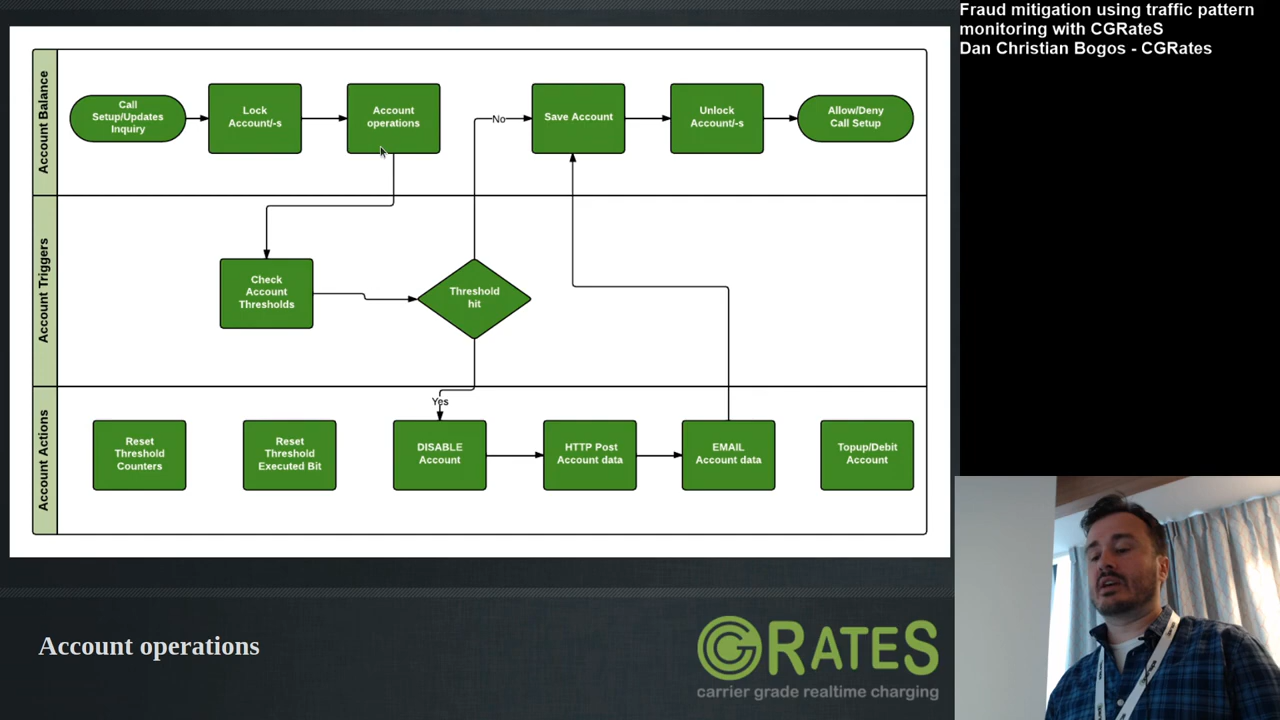 Fraud mitigation using traffic pattern
monitoring with CGRateS
Dan Christian Bogos - CGRates
Account Balance
Call
Setup/Updates
Inquiry
Lock
Account/-s
Account
operations
No
Save Account
Unlock
Account/-s
Allow/Deny
Call Setup
Account Triggers
Check
Account
Thresholds
Threshold
hit
Account Actions
Yes
Reset
Threshold
Counters
Reset
Threshold
Executed Bit
DISABLE
Account
HTTP Post
Account data
EMAIL
Account data
Topup/Debit
Account
Account operations
CGRATES
carrier grade realtime charging